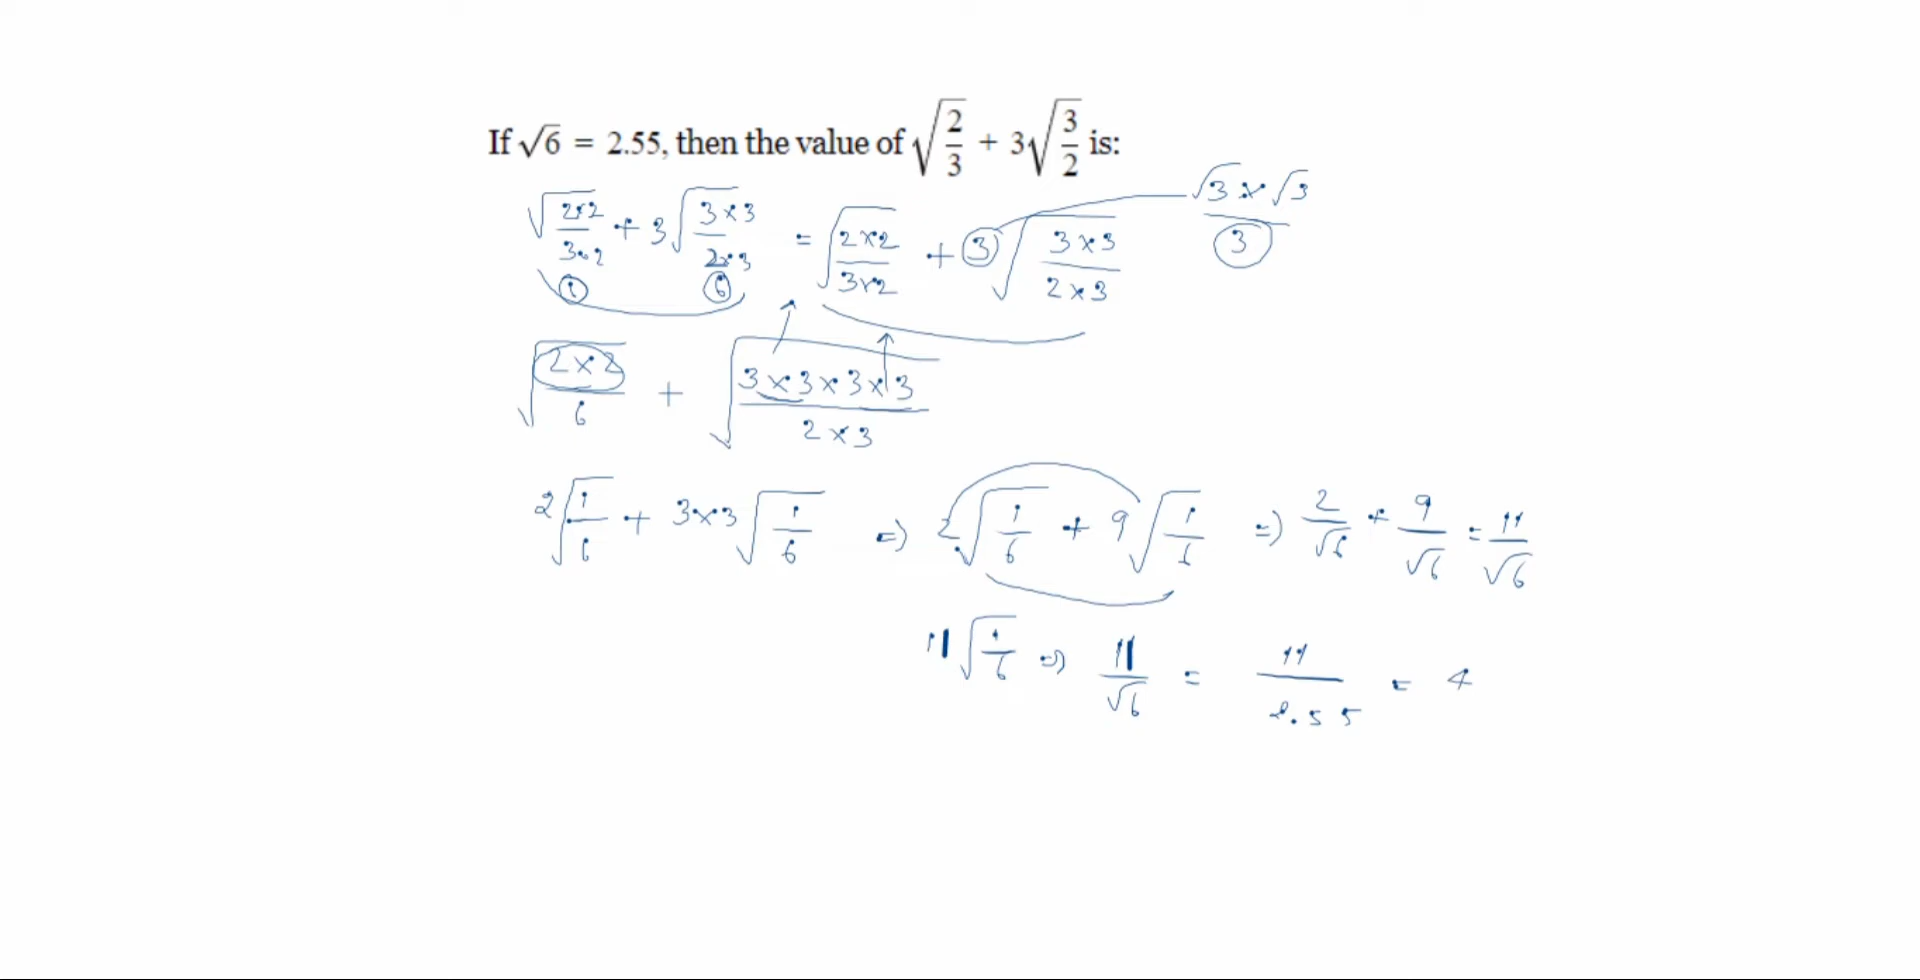 If √6 = 2.55, then the value of √(2/3) + 3√(3/2) is:
√3 × √3 / 3
√(2×2 / 3×2) + 3√(3×3 / 2×3) = √(2×2 / 3×2) + 3√(3×3 / 2×3)
6
√(2×2 / 6) + √(3×3×3×3 / 2×3)
2√(1/6) + 3×3√(1/6) => 2√(1/6) + 9√(1/6) => 2/√6 + 9/√6 = 11/√6
11√(1/6) => 11/√6 = 11/2.55 = 4